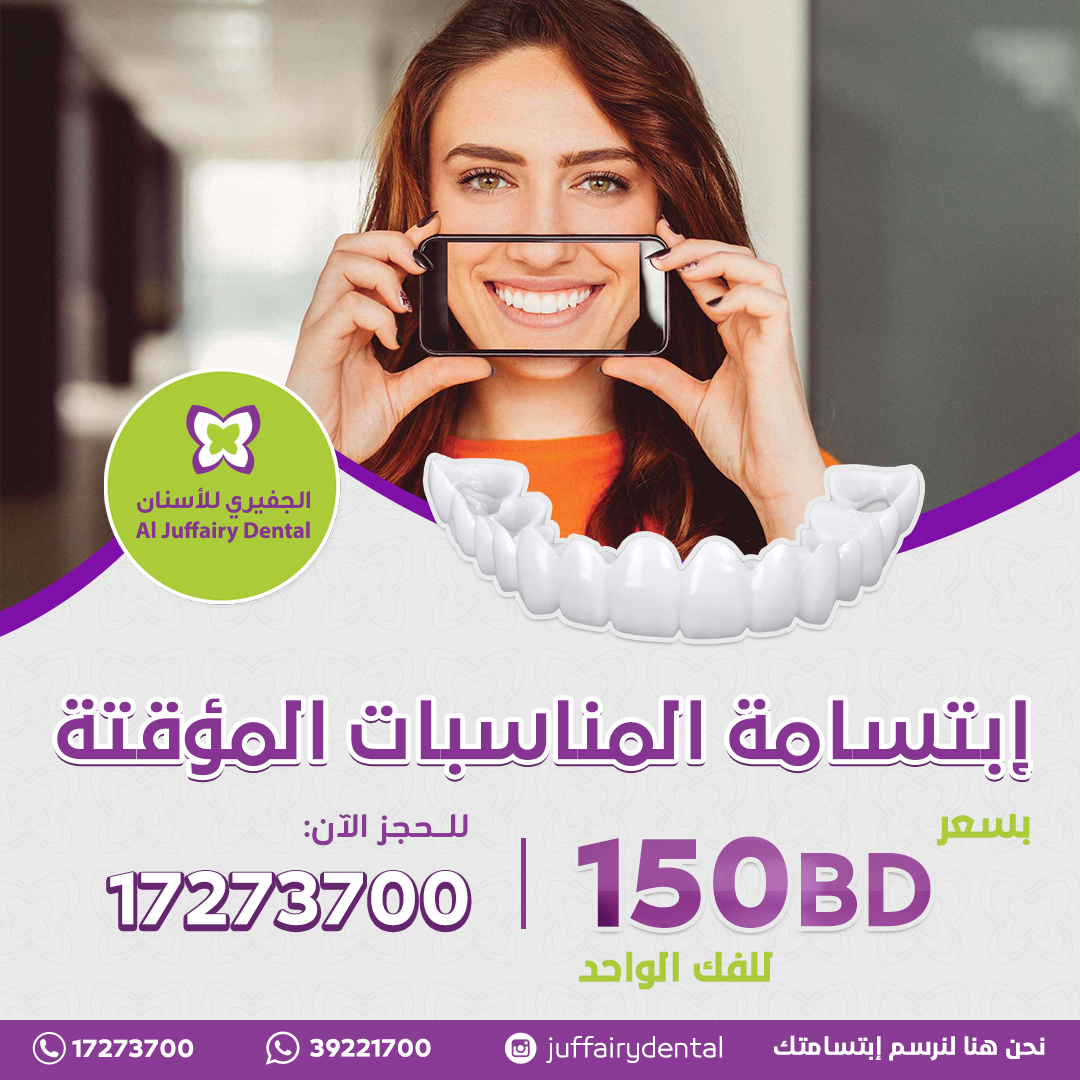 الجفيري للأسنان
Al Juffairy Dental
إبتسامة المناسبات المؤقتة
بسعر
150BD
للفك الواحد
للـحجز الآن:
17273700
نحن هنا لنرسم إبتسامتك
juffairydental
39221700
17273700